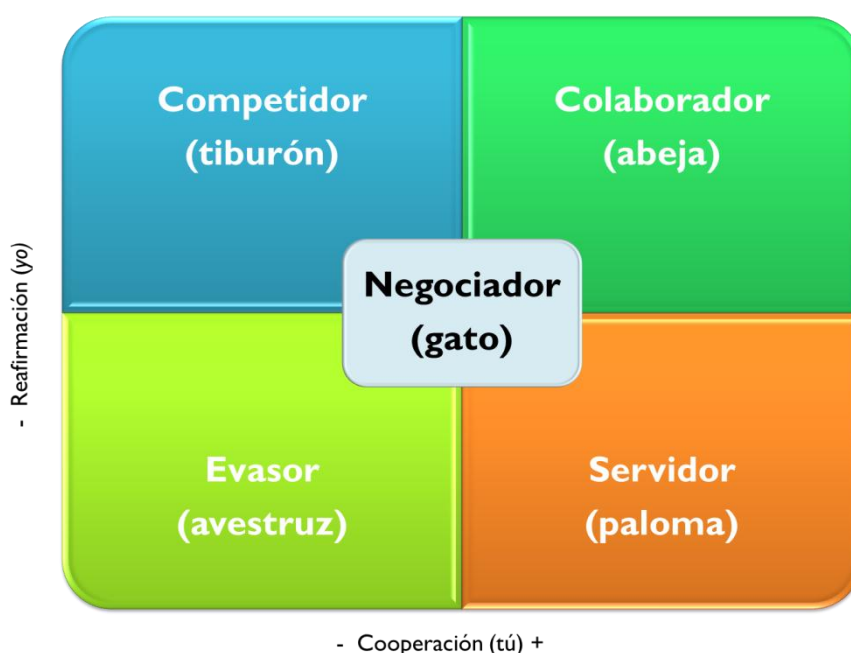 Competidor
(tiburón)
Colaborador
(abeja)
Negociador
(gato)
- Reafirmación (yo)
Evasor
(avestruz)
Servidor
(paloma)
- Cooperación (tú) +